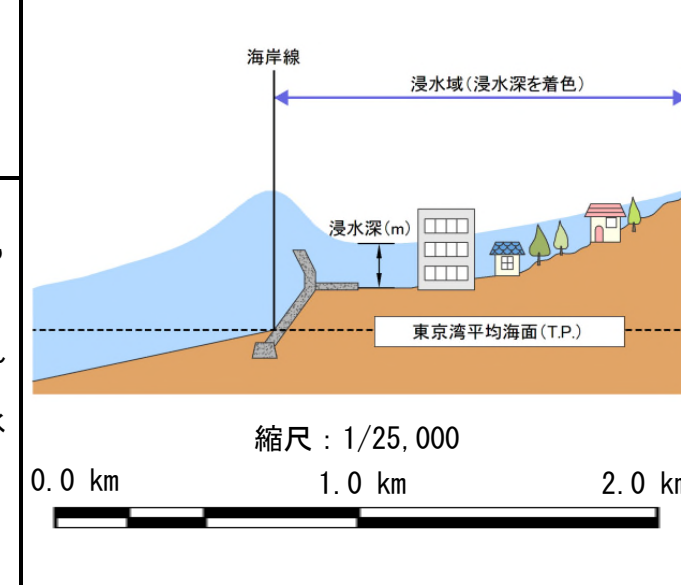 海岸線
浸水域(浸水深を着色)
浸水深(m)
東京湾平均海面(T.P.)
縮尺：1/25,000
0.0 km 1.0 km 2.0 km